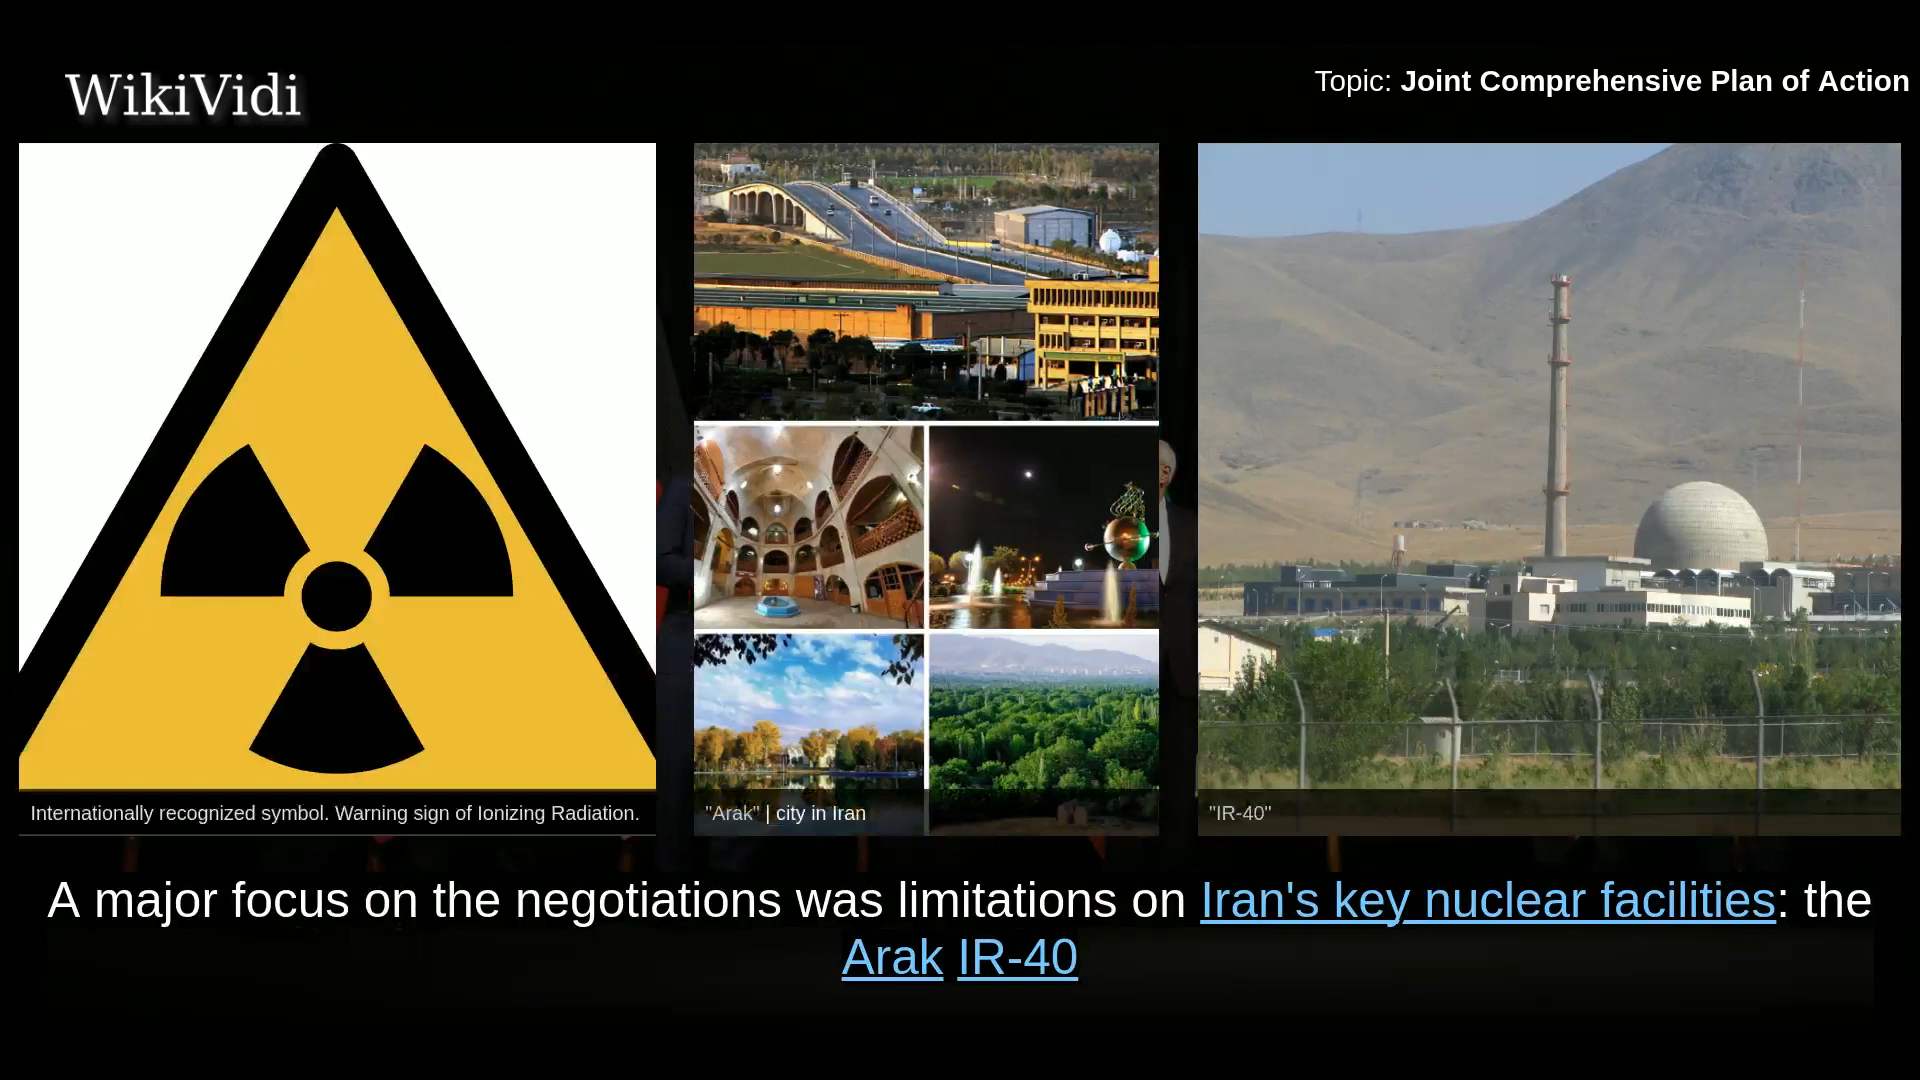 WikiVidi
Topic: Joint Comprehensive Plan of Action
HOTEL
Internationally recognized symbol. Warning sign of Ionizing Radiation.
"Arak" | city in Iran
"IR-40"
A major focus on the negotiations was limitations on Iran's key nuclear facilities: the
Arak IR-40